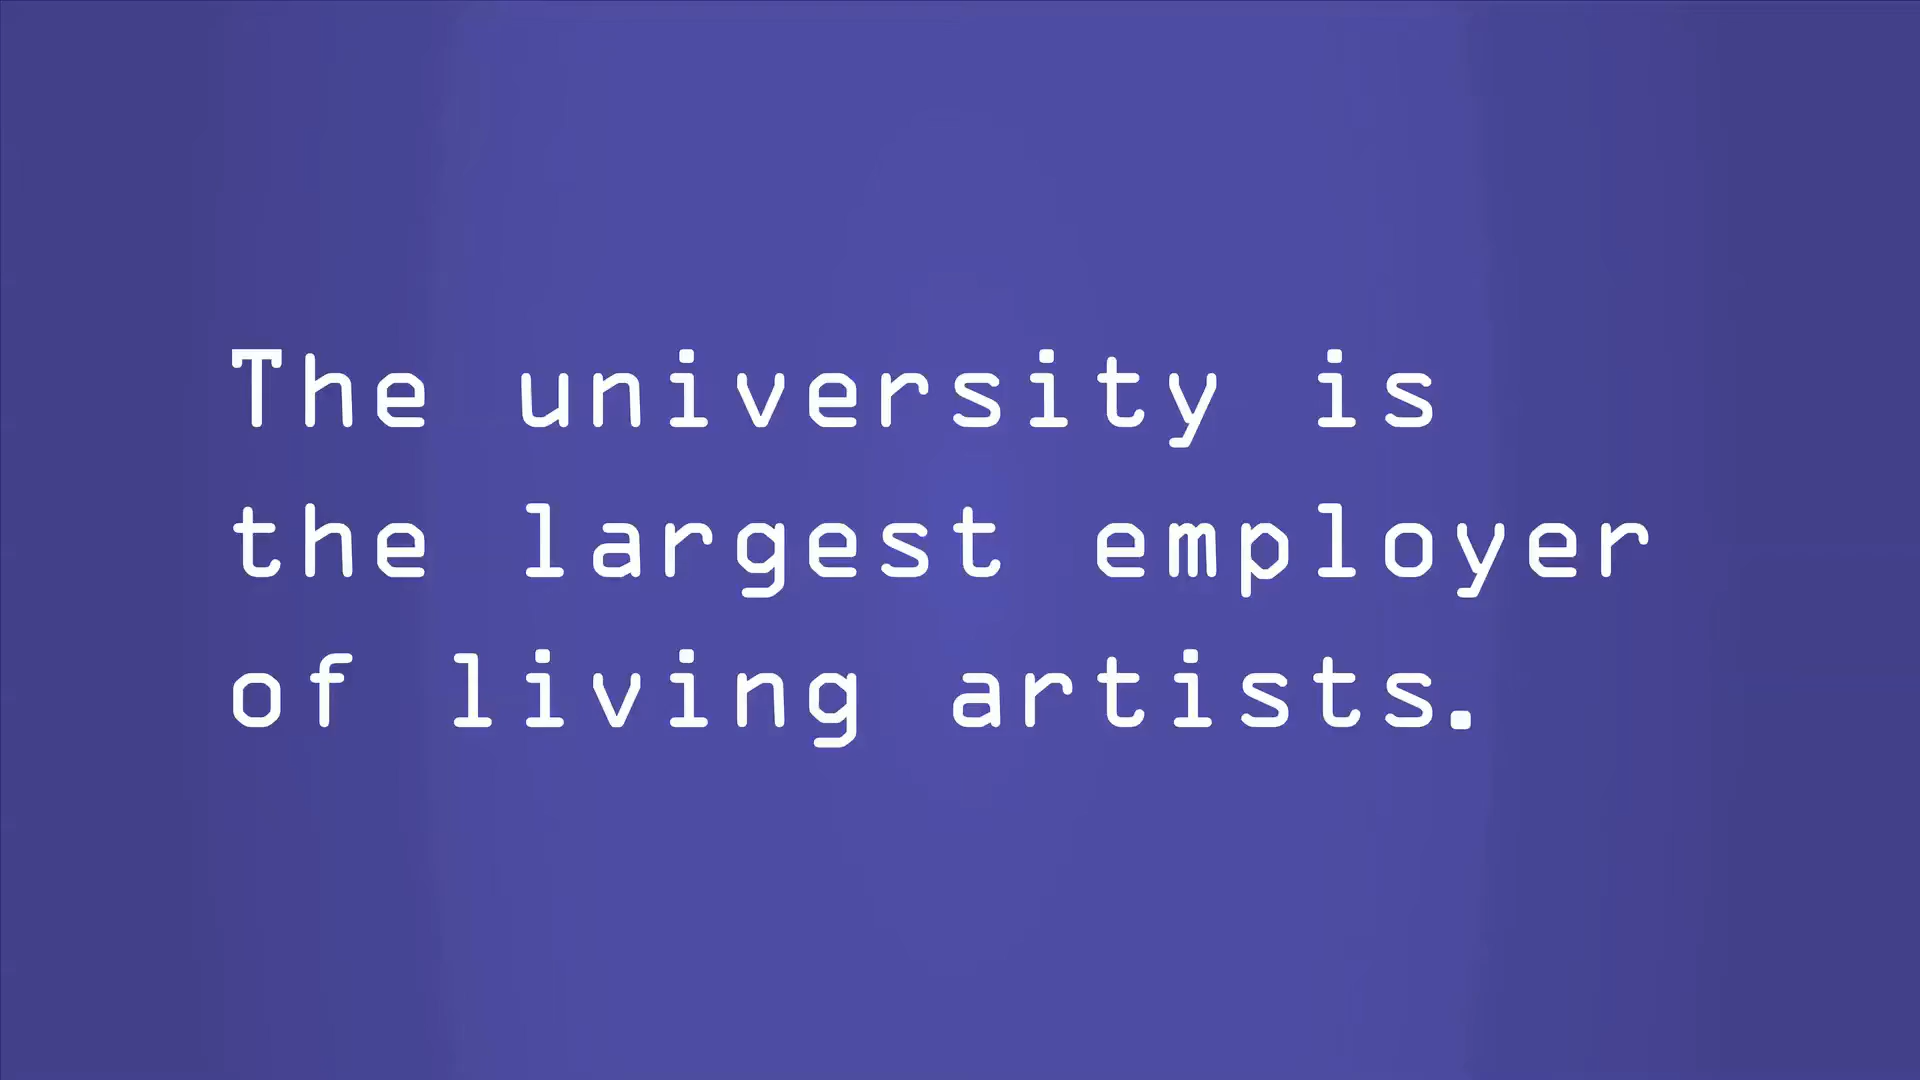 The university is
the largest employer
of living artists.